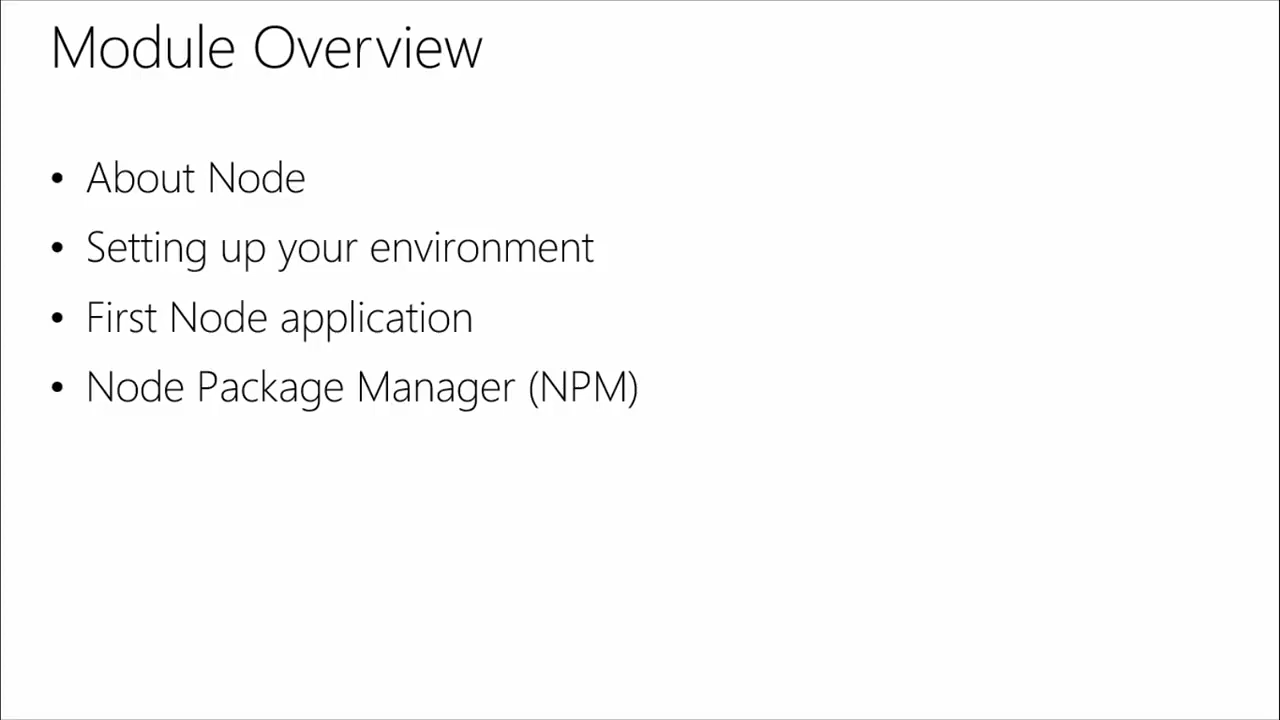 Module Overview
• About Node
• Setting up your environment
• First Node application
• Node Package Manager (NPM)